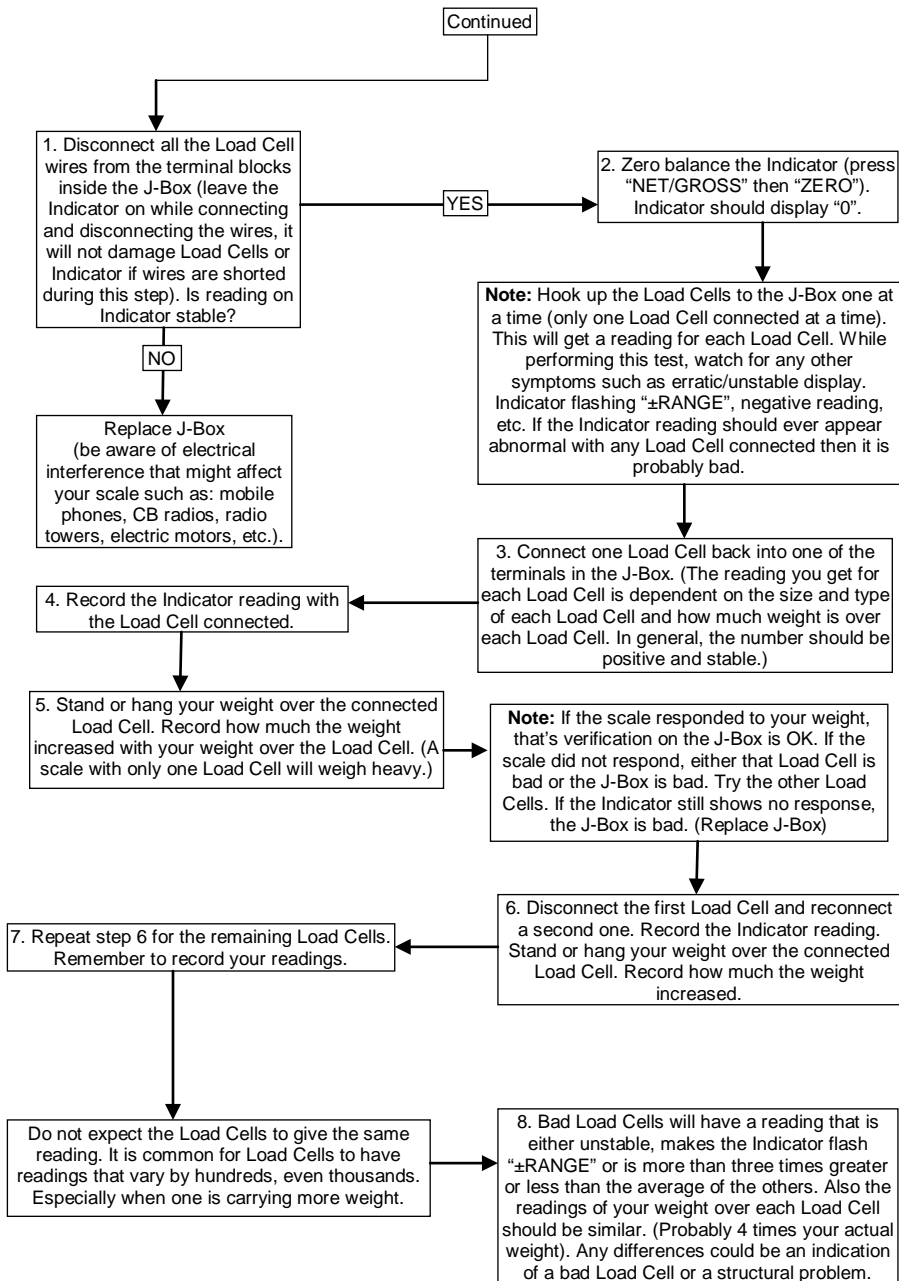 Continued
1. Disconnect all the Load Cell
wires from the terminal blocks
inside the J-Box (leave the
Indicator on while connecting
and disconnecting the wires, it
will not damage Load Cells or
Indicator if wires are shorted
during this step). Is reading on
Indicator stable?
YES
2. Zero balance the Indicator (press
“NET/GROSS” then “ZERO”).
Indicator should display “0”.
NO
Replace J-Box
(be aware of electrical
interference that might affect
your scale such as: mobile
phones, CB radios, radio
towers, electric motors, etc.).
Note: Hook up the Load Cells to the J-Box one at
a time (only one Load Cell connected at a time).
This will get a reading for each Load Cell. While
performing this test, watch for any other
symptoms such as erratic/unstable display.
Indicator flashing “±RANGE”, negative reading,
etc. If the Indicator reading should ever appear
abnormal with any Load Cell connected then it is
probably bad.
3. Connect one Load Cell back into one of the
terminals in the J-Box. (The reading you get for
each Load Cell is dependent on the size and type
of each Load Cell and how much weight is over
each Load Cell. In general, the number should be
positive and stable.)
4. Record the Indicator reading with
the Load Cell connected.
5. Stand or hang your weight over the connected
Load Cell. Record how much the weight
increased with your weight over the Load Cell. (A
scale with only one Load Cell will weigh heavy.)
Note: If the scale responded to your weight,
that’s verification on the J-Box is OK. If the
scale did not respond, either that Load Cell is
bad or the J-Box is bad. Try the other Load
Cells. If the Indicator still shows no response,
the J-Box is bad. (Replace J-Box)
6. Disconnect the first Load Cell and reconnect
a second one. Record the Indicator reading.
Stand or hang your weight over the connected
Load Cell. Record how much the weight
increased.
7. Repeat step 6 for the remaining Load Cells.
Remember to record your readings.
Do not expect the Load Cells to give the same
reading. It is common for Load Cells to have
readings that vary by hundreds, even thousands.
Especially when one is carrying more weight.
8. Bad Load Cells will have a reading that is
either unstable, makes the Indicator flash
“±RANGE” or is more than three times greater
or less than the average of the others. Also the
readings of your weight over each Load Cell
should be similar. (Probably 4 times your actual
weight). Any differences could be an indication
of a bad Load Cell or a structural problem.